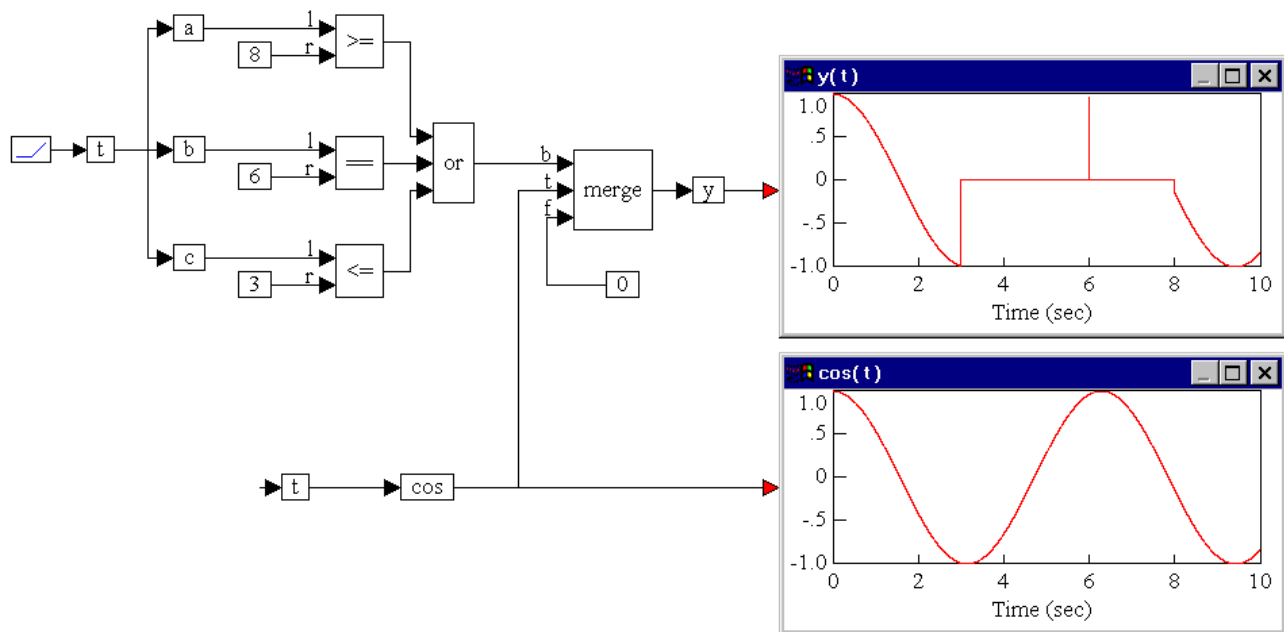 a
l
8
r
>=
t
b
l
6
r
==
or
c
l
3
r
<=
b
t
f
merge
y
0
t
cos
y(t)
1.0
.5
0
-.5
-1.0
0 2 4 6 8 10
Time (sec)
cos(t)
1.0
.5
0
-.5
-1.0
0 2 4 6 8 10
Time (sec)